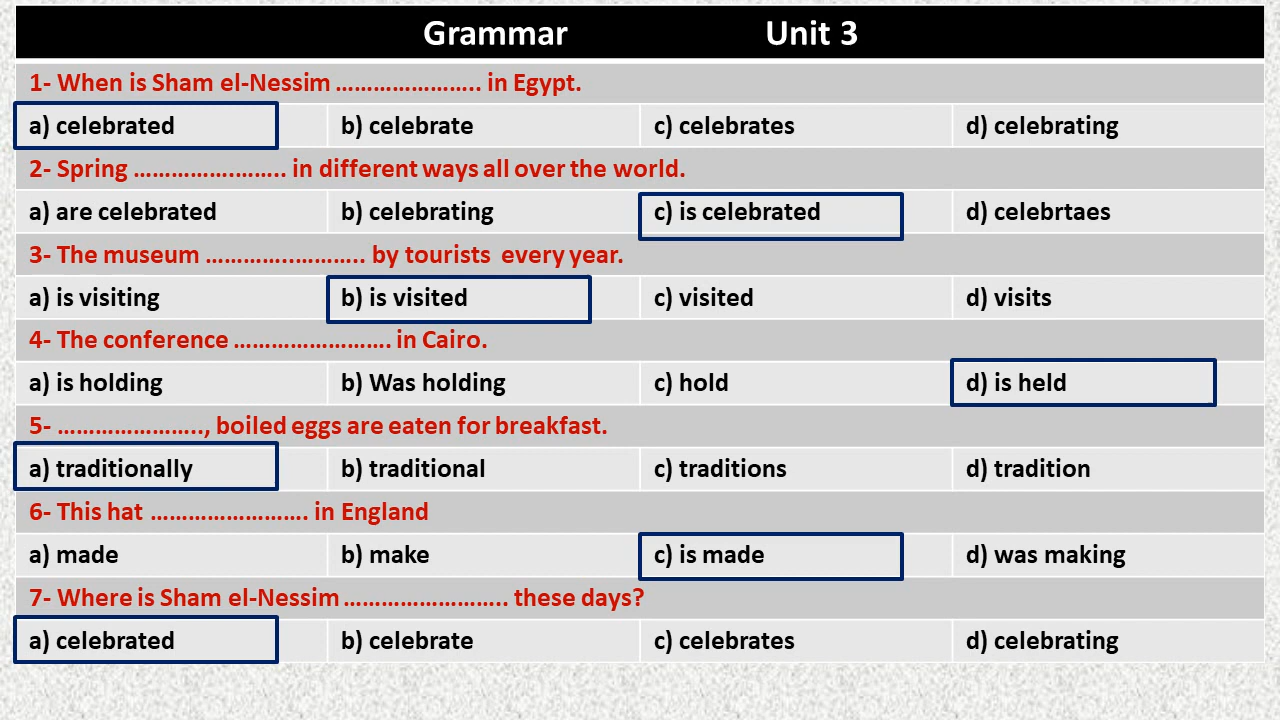 Grammar Unit 3
1- When is Sham el-Nessim ………………….. in Egypt.
a) celebrated b) celebrate c) celebrates d) celebrating
2- Spring …………………….. in different ways all over the world.
a) are celebrated b) celebrating c) is celebrated d) celebrtaes
3- The museum …………..……….. by tourists every year.
a) is visiting b) is visited c) visited d) visits
4- The conference ……………………. in Cairo.
a) is holding b) Was holding c) hold d) is held
5- ………………….., boiled eggs are eaten for breakfast.
a) traditionally b) traditional c) traditions d) tradition
6- This hat ……………………. in England
a) made b) make c) is made d) was making
7- Where is Sham el-Nessim …………………….. these days?
a) celebrated b) celebrate c) celebrates d) celebrating